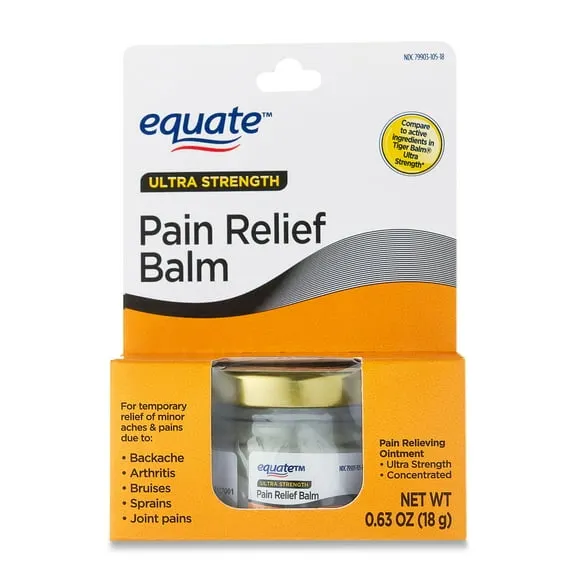 NDC 79903-105-18
equate™
Compare
to active
ingredients in
Tiger Balm®
Ultra
Strength*
ULTRA STRENGTH
Pain Relief
Balm
For temporary
relief of minor
aches & pains
due to:
• Backache
• Arthritis
• Bruises
• Sprains
• Joint pains
equate™
ULTRA STRENGTH
Pain Relief Balm
Pain Relieving
Ointment
• Ultra Strength
• Concentrated
NET WT
0.63 OZ (18 g)